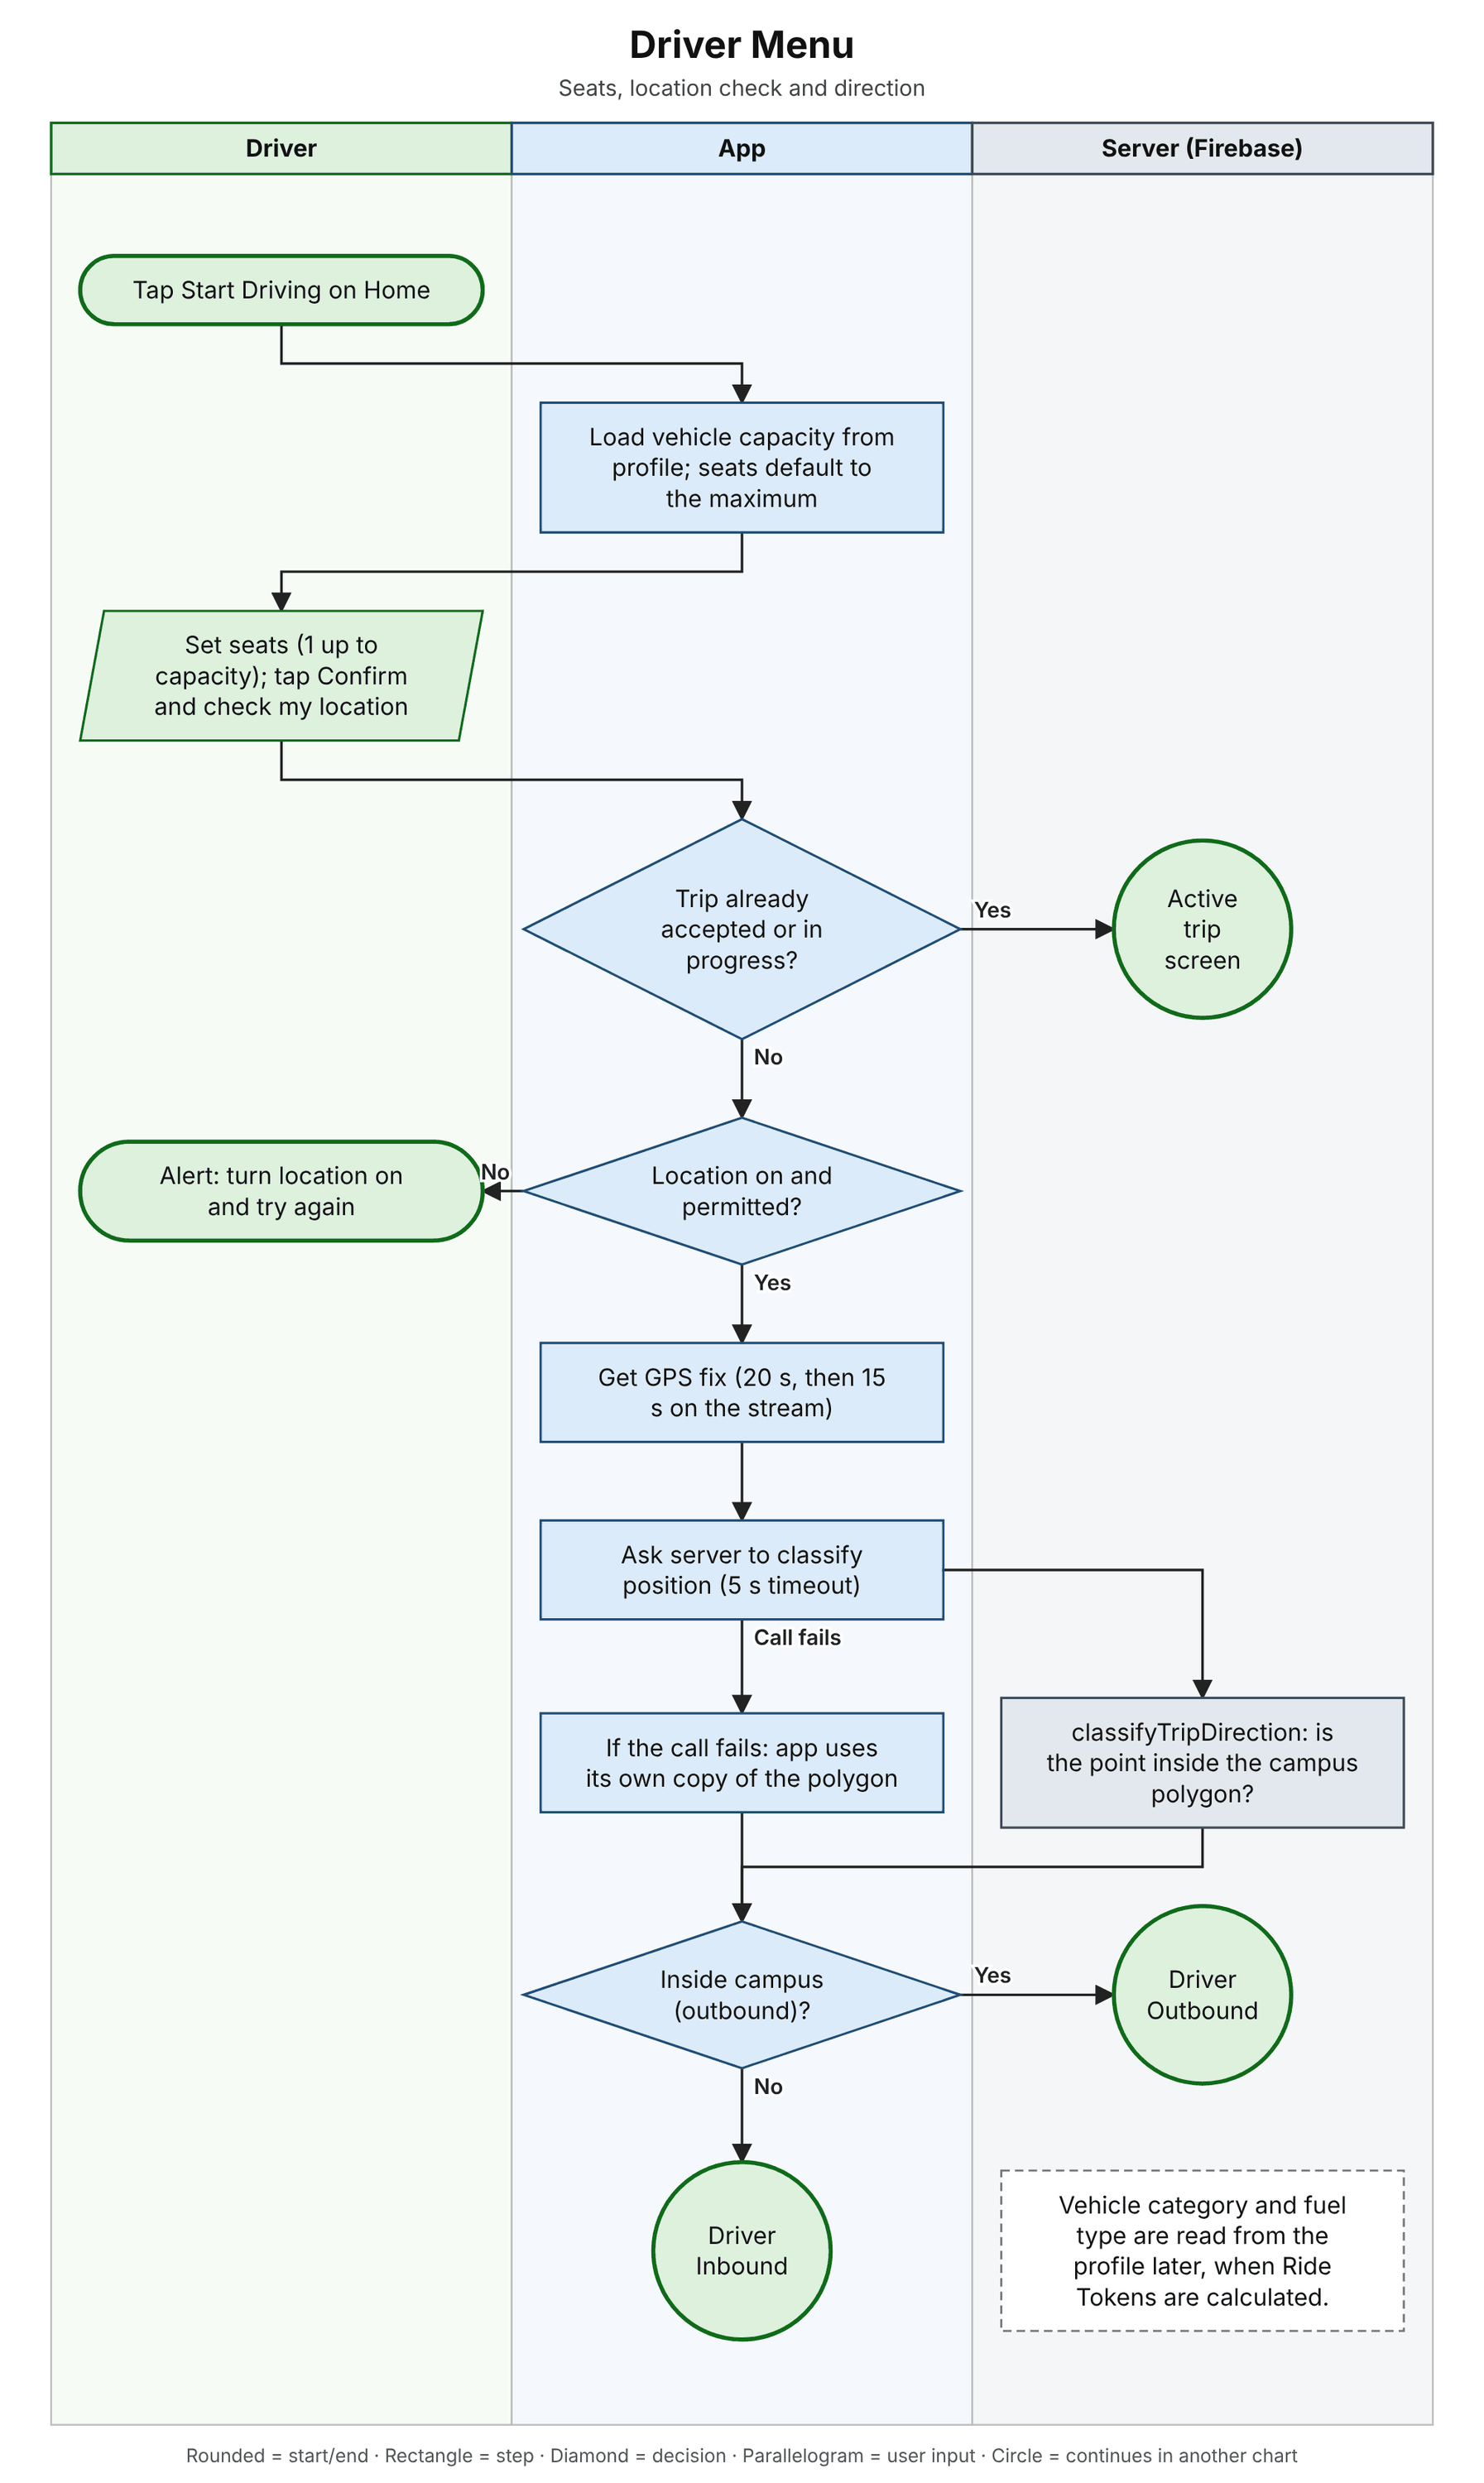 Driver Menu
Seats, location check and direction
Driver
App
Server (Firebase)
Tap Start Driving on Home
Load vehicle capacity from
profile; seats default to
the maximum
Set seats (1 up to
capacity); tap Confirm
and check my location
Trip already
accepted or in
progress?
Yes
Active
trip
screen
No
Location on and
permitted?
No
Alert: turn location on
and try again
Yes
Get GPS fix (20 s, then 15
s on the stream)
Ask server to classify
position (5 s timeout)
Call fails
If the call fails: app uses
its own copy of the polygon
classifyTripDirection: is
the point inside the campus
polygon?
Inside campus
(outbound)?
Yes
Driver
Outbound
No
Driver
Inbound
Vehicle category and fuel
type are read from the
profile later, when Ride
Tokens are calculated.
Rounded = start/end · Rectangle = step · Diamond = decision · Parallelogram = user input · Circle = continues in another chart